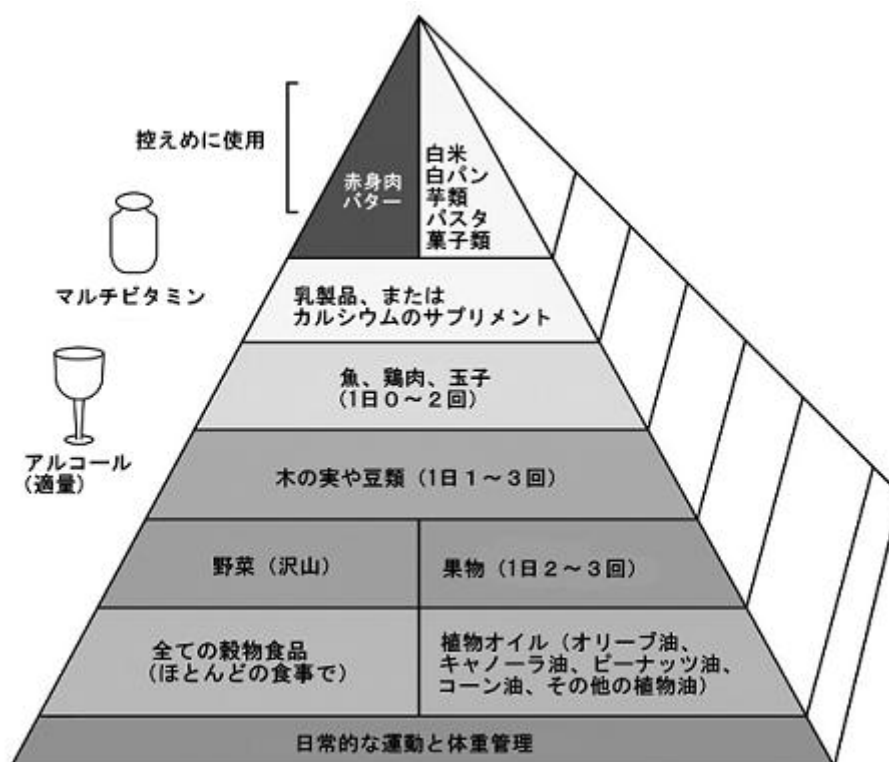 控えめに使用
赤身肉
バター
白米
白パン
芋類
パスタ
菓子類
マルチビタミン
乳製品、または
カルシウムのサプリメント
魚、鶏肉、玉子
(1日0～2回)
アルコール
(適量)
木の実や豆類(1日1～3回)
野菜(沢山)
果物(1日2～3回)
全ての穀物食品
(ほとんどの食事で)
植物オイル(オリーブ油、
キャノーラ油、ピーナッツ油、
コーン油、その他の植物油)
日常的な運動と体重管理